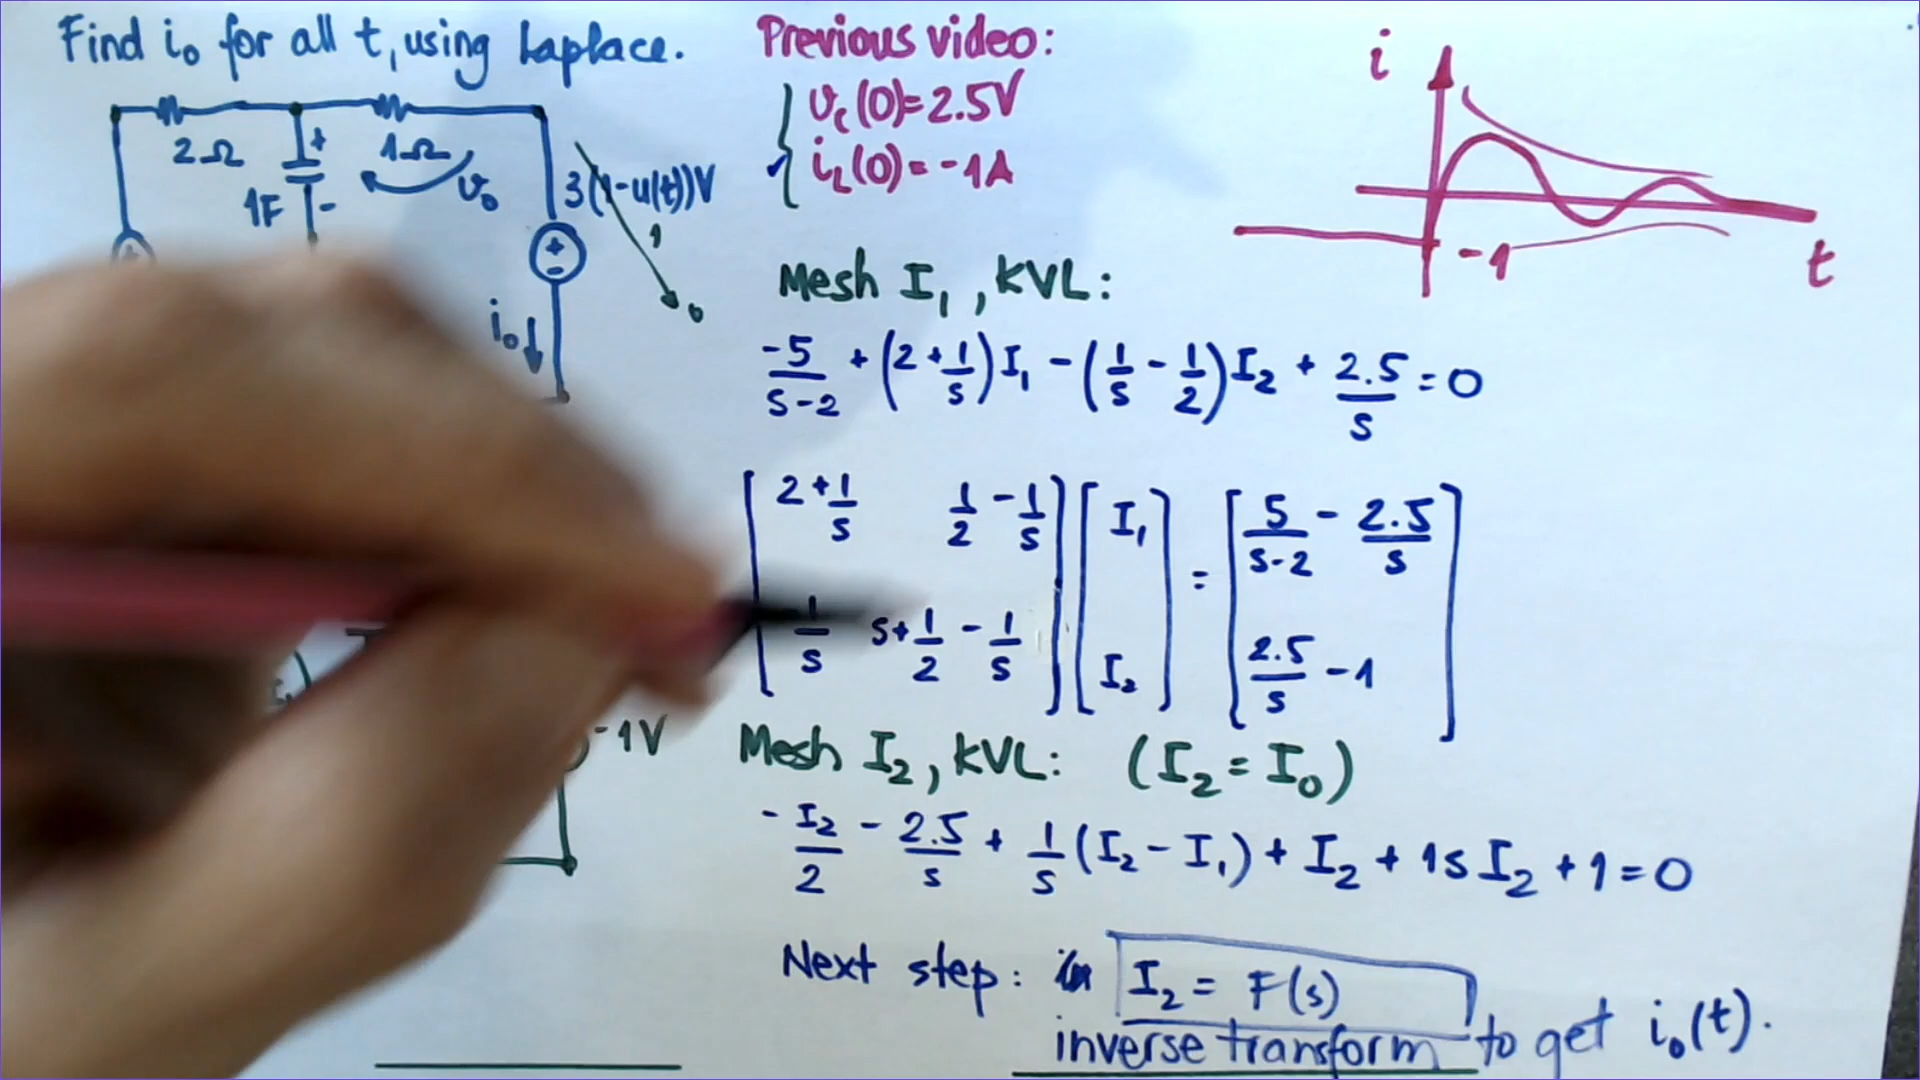 Find i₀ for all t, using Laplace.
2Ω
1Ω
+
1F
-
v₀
3(1-u(t))V
1
0
+
-
i₀
-1V
Previous video:
v_c(0)=2.5V
i_L(0)=-1A
i
-1
t
Mesh I₁, KVL:
-5/(s-2) + (2+1/s)I₁ - (1/s - 1/2)I₂ + 2.5/s = 0
[2+1/s 1/2 - 1/s] [I₁] = [5/(s-2) - 2.5/s]
[1/s s+1/2 - 1/s] [I₂] [2.5/s - 1]
Mesh I₂, KVL: (I₂ = I₀)
-I₂/2 - 2.5/s + 1/s(I₂ - I₁) + I₂ + 1sI₂ + 1 = 0
Next step: I₂ = F(s)
inverse transform to get i₀(t).